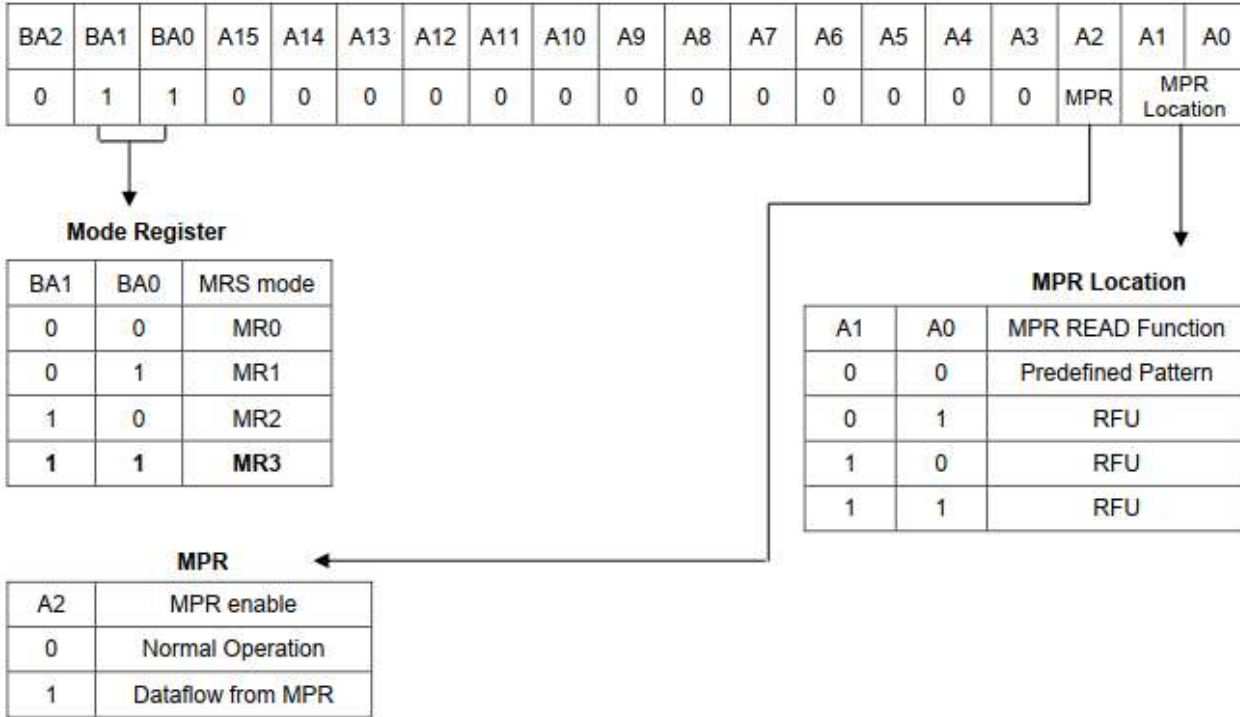 BA2 BA1 BA0 A15 A14 A13 A12 A11 A10 A9 A8 A7 A6 A5 A4 A3 A2 A1 A0
0 1 1 0 0 0 0 0 0 0 0 0 0 0 0 0 MPR MPR Location
Mode Register
BA1 BA0 MRS mode
0 0 MR0
0 1 MR1
1 0 MR2
1 1 MR3
MPR Location
A1 A0 MPR READ Function
0 0 Predefined Pattern
0 1 RFU
1 0 RFU
1 1 RFU
MPR
A2 MPR enable
0 Normal Operation
1 Dataflow from MPR